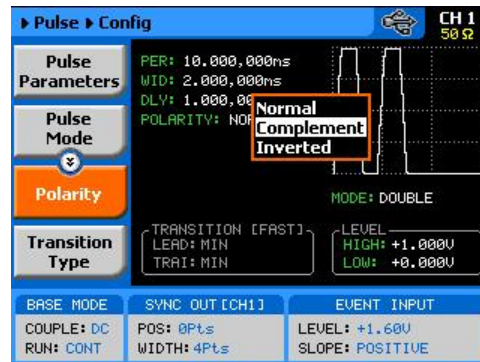 Pulse Config
CH 1
50 Ω
Pulse
Parameters
Pulse
Mode
Polarity
Transition
Type
PER: 10.000,000ns
WID: 2.000,000ns
DLY: 1.000,00
POLARITY: NOR
Normal
Complement
Inverted
MODE: DOUBLE
TRANSITION [FAST]
LEAD: MIN
TRAI: MIN
LEVEL
HIGH: +1.000V
LOW: +0.000V
BASE MODE
COUPLE: DC
RUN: CONT
SYNC OUT [CH1]
POS: 0Pts
WIDTH: 4Pts
EVENT INPUT
LEVEL: +1.60V
SLOPE: POSITIVE